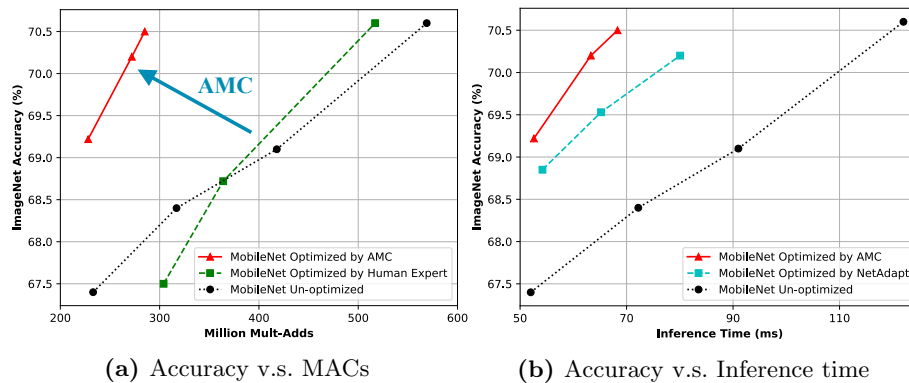 70.5
70.0
69.5
69.0
68.5
68.0
67.5
ImageNet Accuracy (%)
AMC
MobileNet Optimized by AMC
MobileNet Optimized by Human Expert
MobileNet Un-optimized
200 300 400 500 600
Million Mult-Adds
(a) Accuracy v.s. MACs
70.5
70.0
69.5
69.0
68.5
68.0
67.5
ImageNet Accuracy (%)
MobileNet Optimized by AMC
MobileNet Optimized by NetAdapt
MobileNet Un-optimized
50 70 90 110
Inference Time (ms)
(b) Accuracy v.s. Inference time